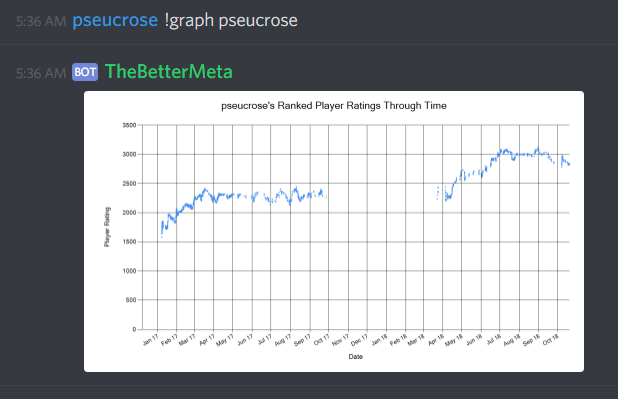 5:36 AM pseucrose !graph pseucrose
5:36 AM BOT TheBetterMeta
pseucrose's Ranked Player Ratings Through Time
3500
3000
2500
2000
1500
1000
500
0
Player Rating
Jan 17 Feb 17 Mar 17 Apr 17 May 17 Jun 17 Jul 17 Aug 17 Sep 17 Oct 17 Nov 17 Dec 17 Jan 18 Feb 18 Mar 18 Apr 18 May 18 Jun 18 Jul 18 Aug 18 Sep 18 Oct 18
Date